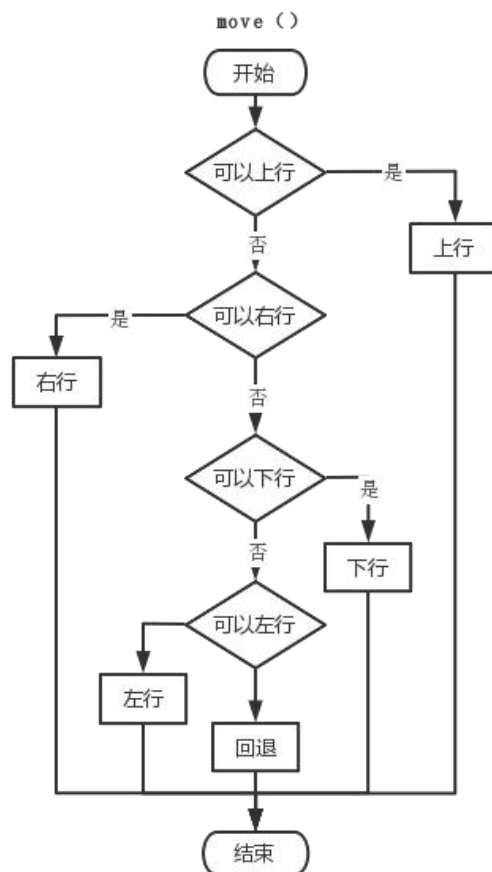 move（）
开始
可以上行
是
上行
否
可以右行
是
右行
否
可以下行
是
下行
否
可以左行
左行
回退
结束